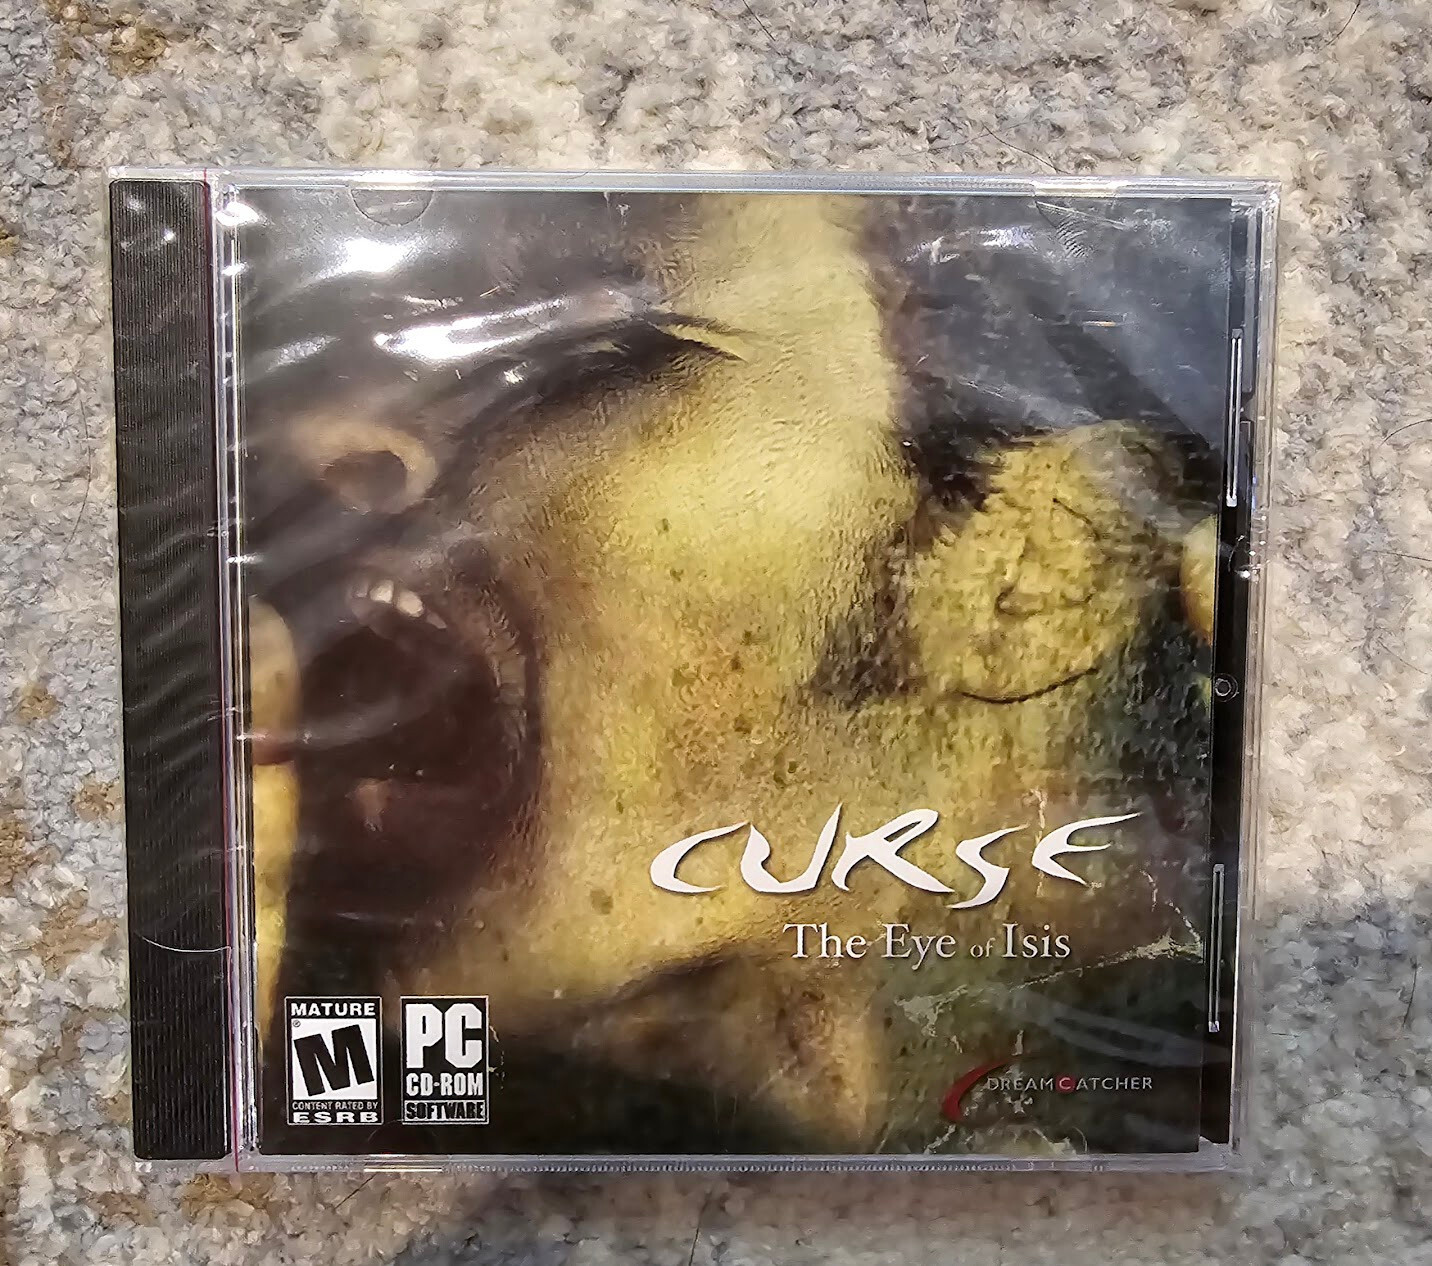 CURSE
The Eye of Isis
MATURE
M
CONTENT RATED BY
ESRB
PC
CD-ROM
SOFTWARE
DREAMCATCHER